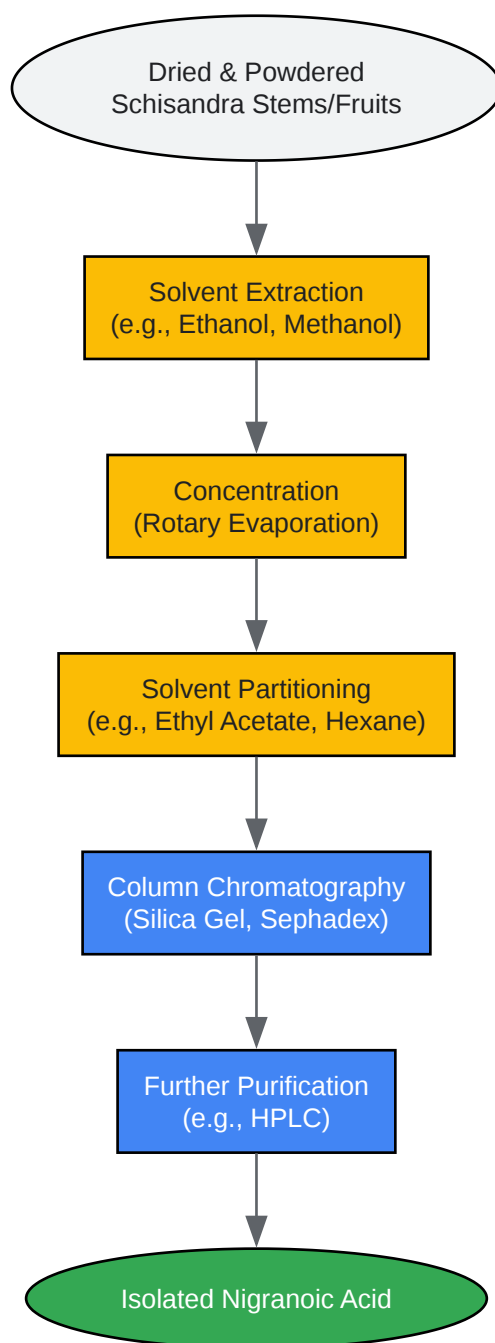 Dried & Powdered
Schisandra Stems/Fruits
Solvent Extraction
(e.g., Ethanol, Methanol)
Concentration
(Rotary Evaporation)
Solvent Partitioning
(e.g., Ethyl Acetate, Hexane)
Column Chromatography
(Silica Gel, Sephadex)
Further Purification
(e.g., HPLC)
Isolated Nigranoic Acid